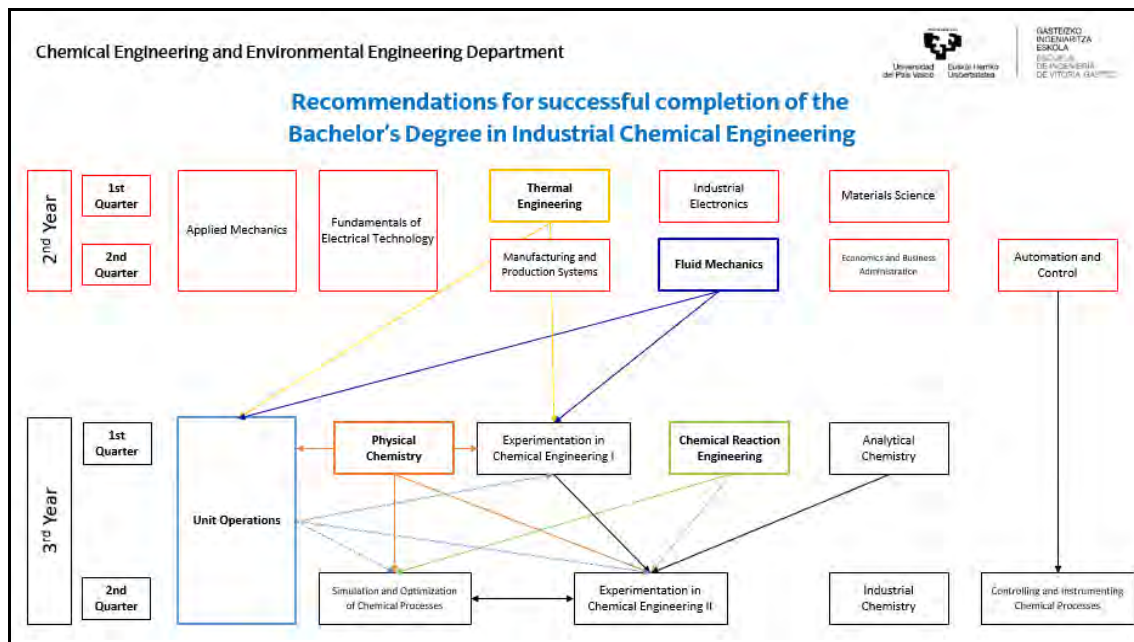 Chemical Engineering and Environmental Engineering Department
Universidad
del País Vasco
Euskal Herriko
Unibertsitatea
GASTEIZKO
INGENIARITZA
ESKOLA
ESCUELA
DE INGENIERÍA
DE VITORIA-GASTEIZ
Recommendations for successful completion of the
Bachelor's Degree in Industrial Chemical Engineering
2nd Year
1st
Quarter
Applied Mechanics
Fundamentals of
Electrical Technology
Thermal
Engineering
Industrial
Electronics
Materials Science
2nd
Quarter
Manufacturing and
Production Systems
Fluid Mechanics
Economics and Business
Administration
Automation and
Control
3rd Year
1st
Quarter
Unit Operations
Physical
Chemistry
Experimentation in
Chemical Engineering I
Chemical Reaction
Engineering
Analytical
Chemistry
2nd
Quarter
Simulation and Optimization
of Chemical Processes
Experimentation in
Chemical Engineering II
Industrial
Chemistry
Controlling and Instrumenting
Chemical Processes